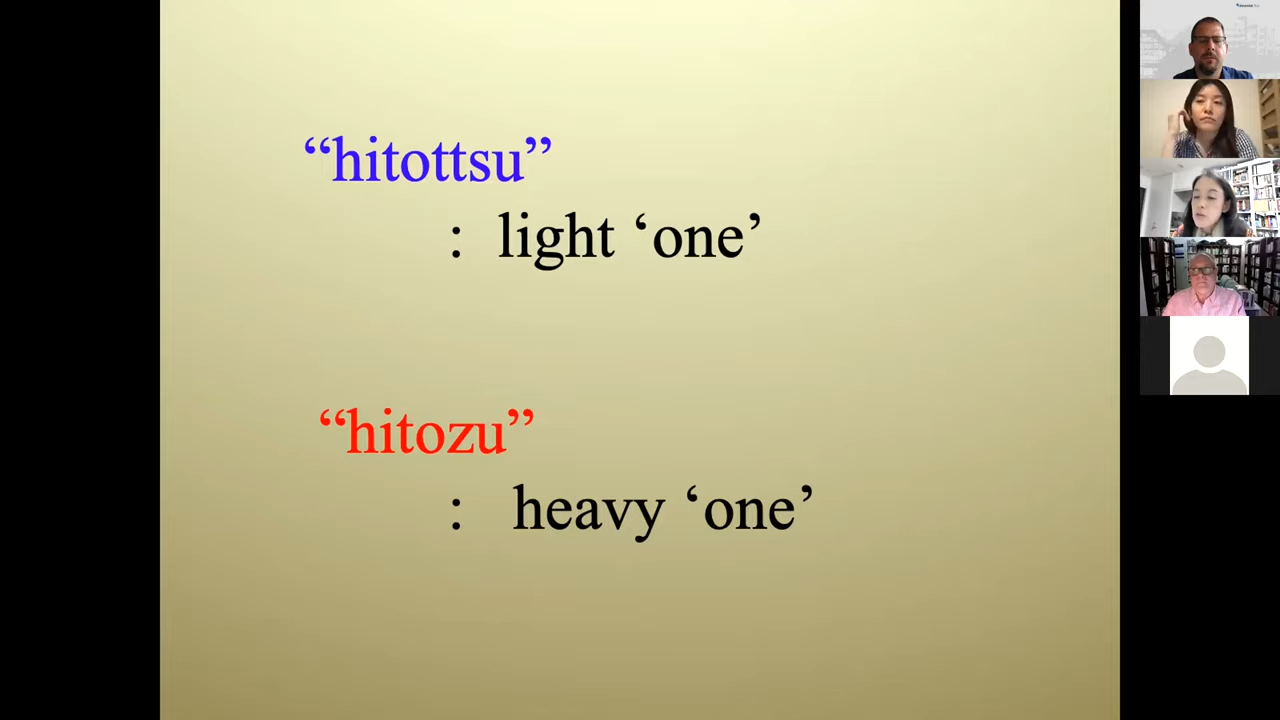 “hitottsu”
: light ‘one’
“hitozu”
: heavy ‘one’